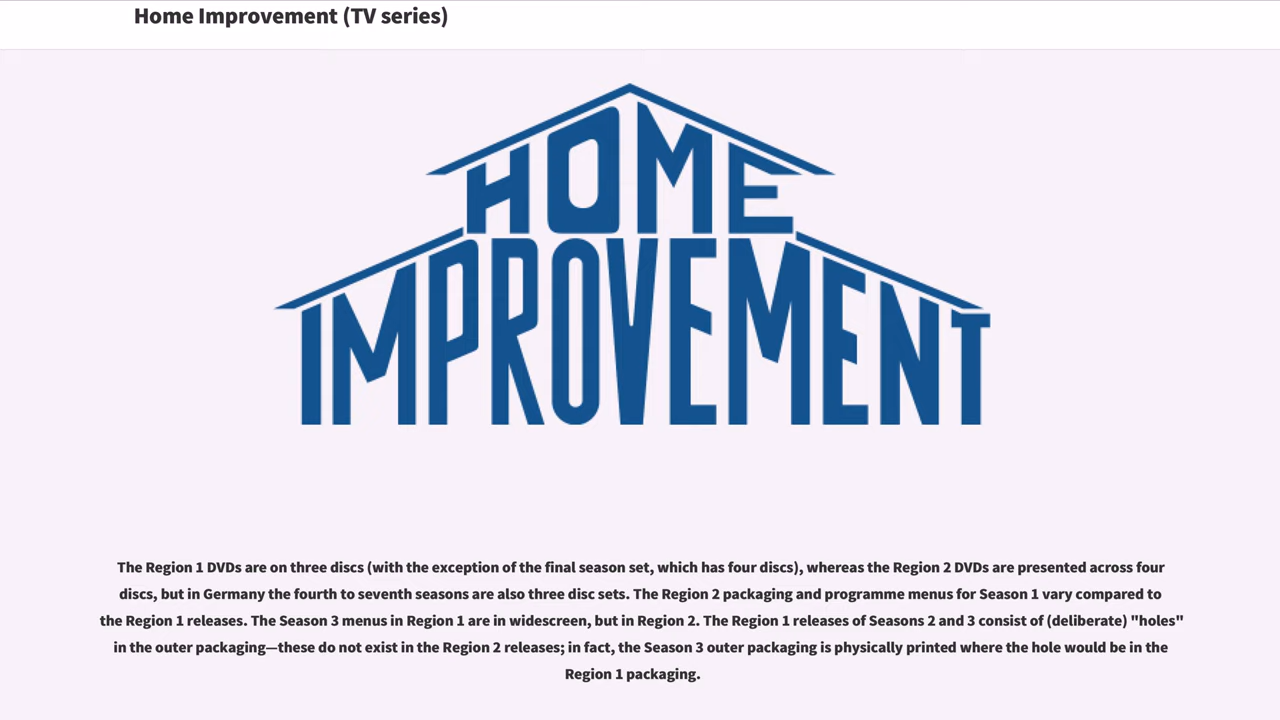 Home Improvement (TV series)
HOME
IMPROVEMENT
The Region 1 DVDs are on three discs (with the exception of the final season set, which has four discs), whereas the Region 2 DVDs are presented across four
discs, but in Germany the fourth to seventh seasons are also three disc sets. The Region 2 packaging and programme menus for Season 1 vary compared to
the Region 1 releases. The Season 3 menus in Region 1 are in widescreen, but in Region 2. The Region 1 releases of Seasons 2 and 3 consist of (deliberate) "holes"
in the outer packaging—these do not exist in the Region 2 releases; in fact, the Season 3 outer packaging is physically printed where the hole would be in the
Region 1 packaging.